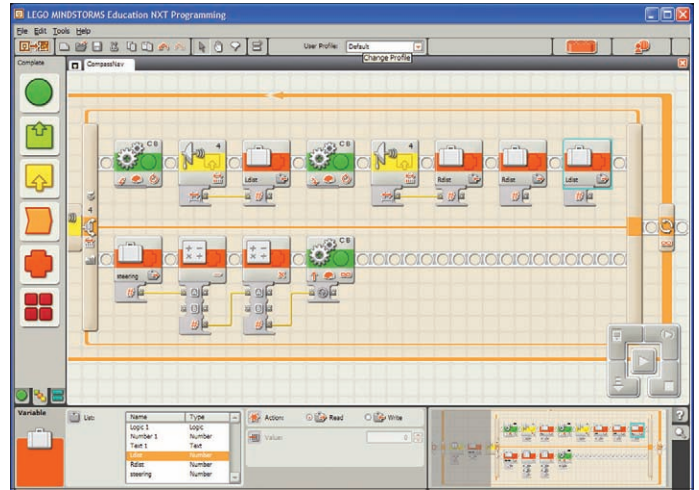 LEGO MINDSTORMS Education NXT Programming
File Edit Tools Help
User Profile: Default
Change Profile
Complete
CompassNav
C B
4
C B
4
Ldist
Rdist
Rdist
Ldist
4
C B
steering
Variable
List:
Name Type
Logic 1 Logic
Number 1 Number
Text 1 Text
Ldist Number
Rdist Number
steering Number
Action: Read Write
Value: 0
?